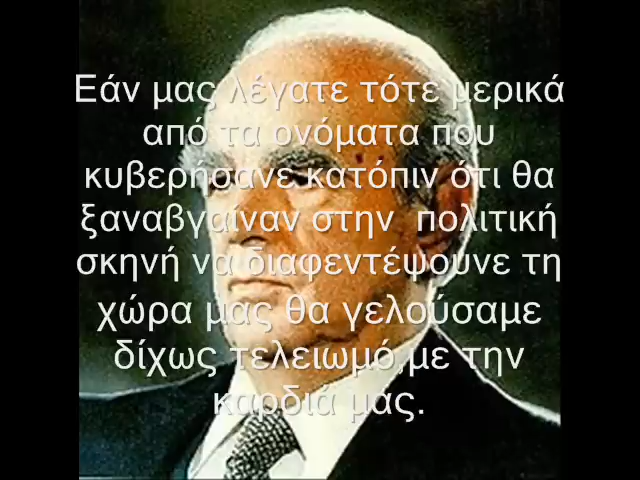 Εάν μας λέγατε τότε μερικά
από τα ονόματα που
κυβερήσανε κατόπιν ότι θα
ξαναβγαίναν στην πολιτική
σκηνή να διαφεντέψουνε τη
χώρα μας θα γελούσαμε
δίχως τελειωμό,με την
καρδιά μας.